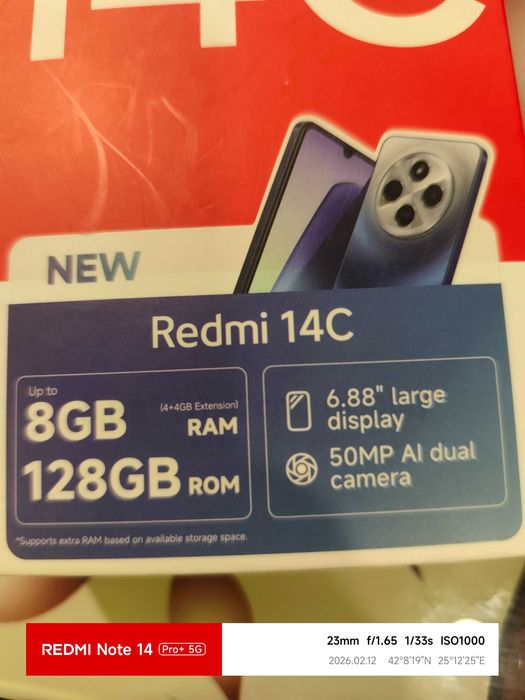 14C
NEW
Redmi 14C
Up to
8GB (4+4GB Extension)
RAM
128GB ROM
6.88" large
display
50MP AI dual
camera
*Supports extra RAM based on available storage space.
REDMI Note 14 Pro+ 5G
23mm f/1.65 1/33s ISO1000
2026.02.12 42°8'19"N 25°12'25"E